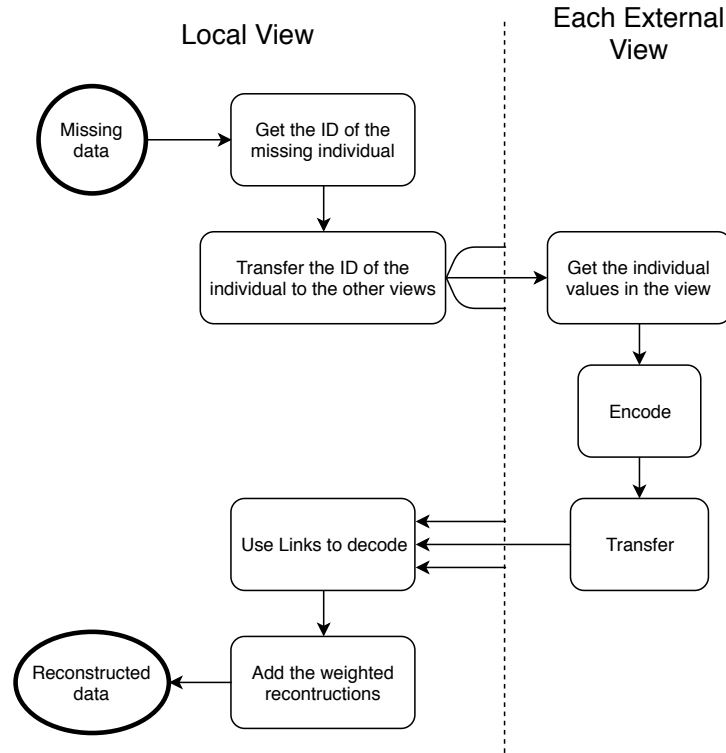 Local View
Each External
View
Missing
data
Get the ID of the
missing individual
Transfer the ID of the
individual to the other views
Get the individual
values in the view
Encode
Use Links to decode
Transfer
Reconstructed
data
Add the weighted
recontructions